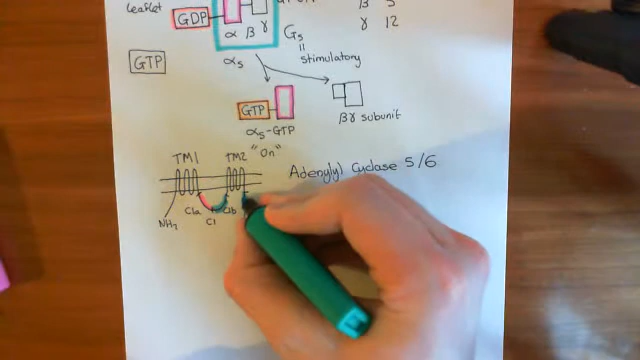 leaflet
GDP
α β γ
Gs
β 5
γ 12
=
stimulatory
GTP
αs
GTP
αs-GTP
βγ subunit
"On"
TM1 TM2
Adenylyl Cyclase 5/6
C1a C1b
C1
NH2